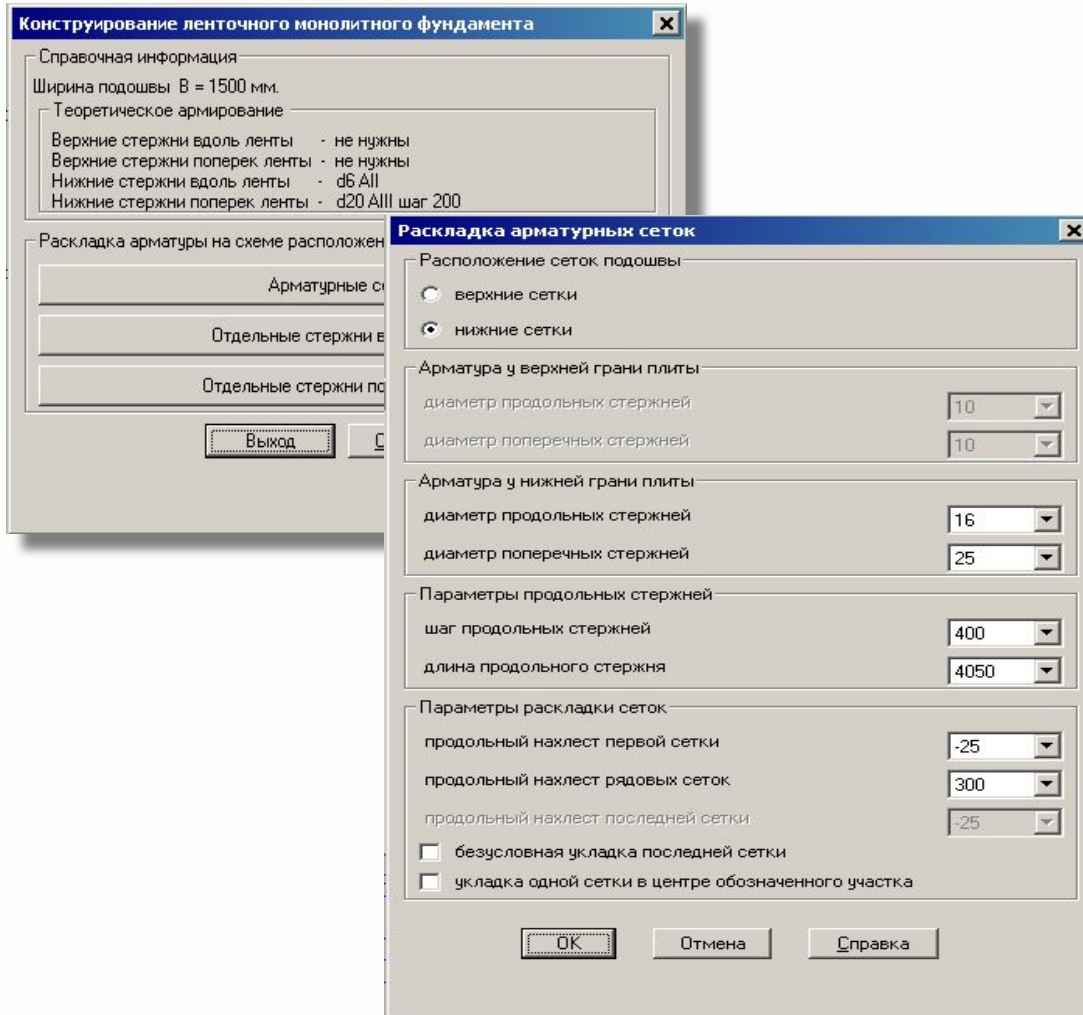 Конструирование ленточного монолитного фундамента
Справочная информация
Ширина подошвы В = 1500 мм.
Теоретическое армирование
Верхние стержни вдоль ленты - не нужны
Верхние стержни поперек ленты - не нужны
Нижние стержни вдоль ленты - d6 AII
Нижние стержни поперек ленты - d20 AIII шаг 200
Раскладка арматуры на схеме
Арматурные
Отдельные стержни
Отдельные стержни
Выход
Раскладка арматурных сеток
Расположение сеток подошвы
верхние сетки
нижние сетки
Арматура у верхней грани плиты
диаметр продольных стержней 10
диаметр поперечных стержней 10
Арматура у нижней грани плиты
диаметр продольных стержней 16
диаметр поперечных стержней 25
Параметры продольных стержней
шаг продольных стержней 400
длина продольного стержня 4050
Параметры раскладки сеток
продольный нахлест первой сетки -25
продольный нахлест рядовых сеток 300
продольный нахлест последней сетки -25
безусловная укладка последней сетки
укладка одной сетки в центре обозначенного участка
OK Отмена Справка